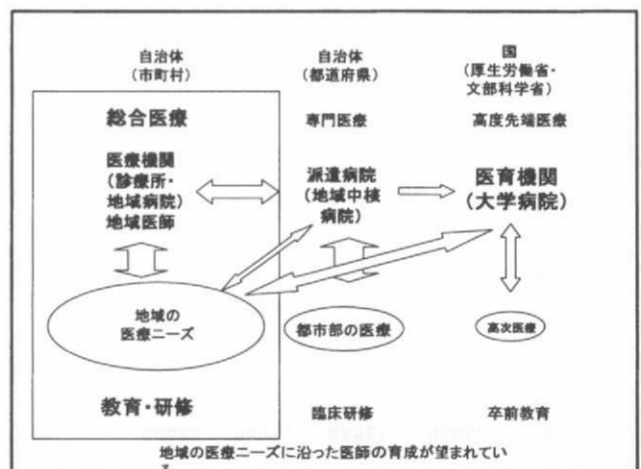 自治体
(市町村)
自治体
(都道府県)
国
(厚生労働省・
文部科学省)
総合医療
専門医療
高度先端医療
医療機関
(診療所・
地域病院)
地域医師
派遣病院
(地域中核
病院)
医育機関
(大学病院)
地域の
医療ニーズ
都市部の医療
高次医療
教育・研修
臨床研修
卒前教育
地域の医療ニーズに沿った医師の育成が望まれてい